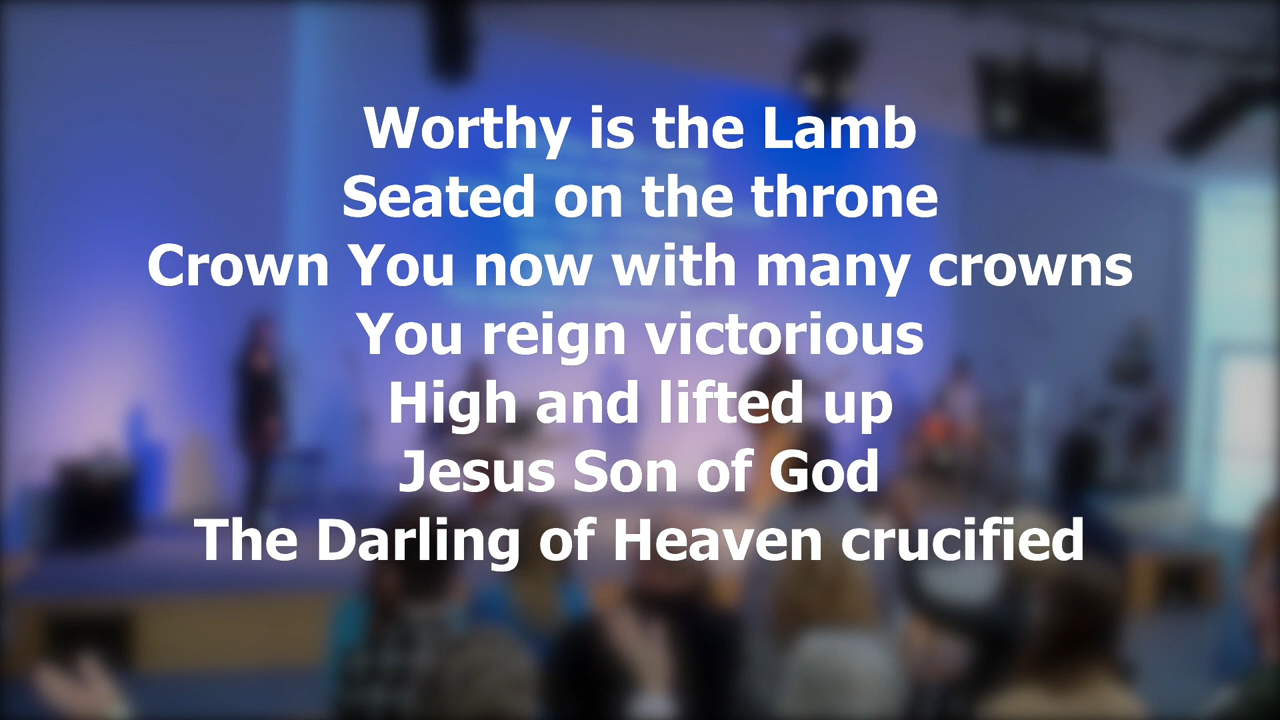 Worthy is the Lamb
Seated on the throne
Crown You now with many crowns
You reign victorious
High and lifted up
Jesus Son of God
The Darling of Heaven crucified